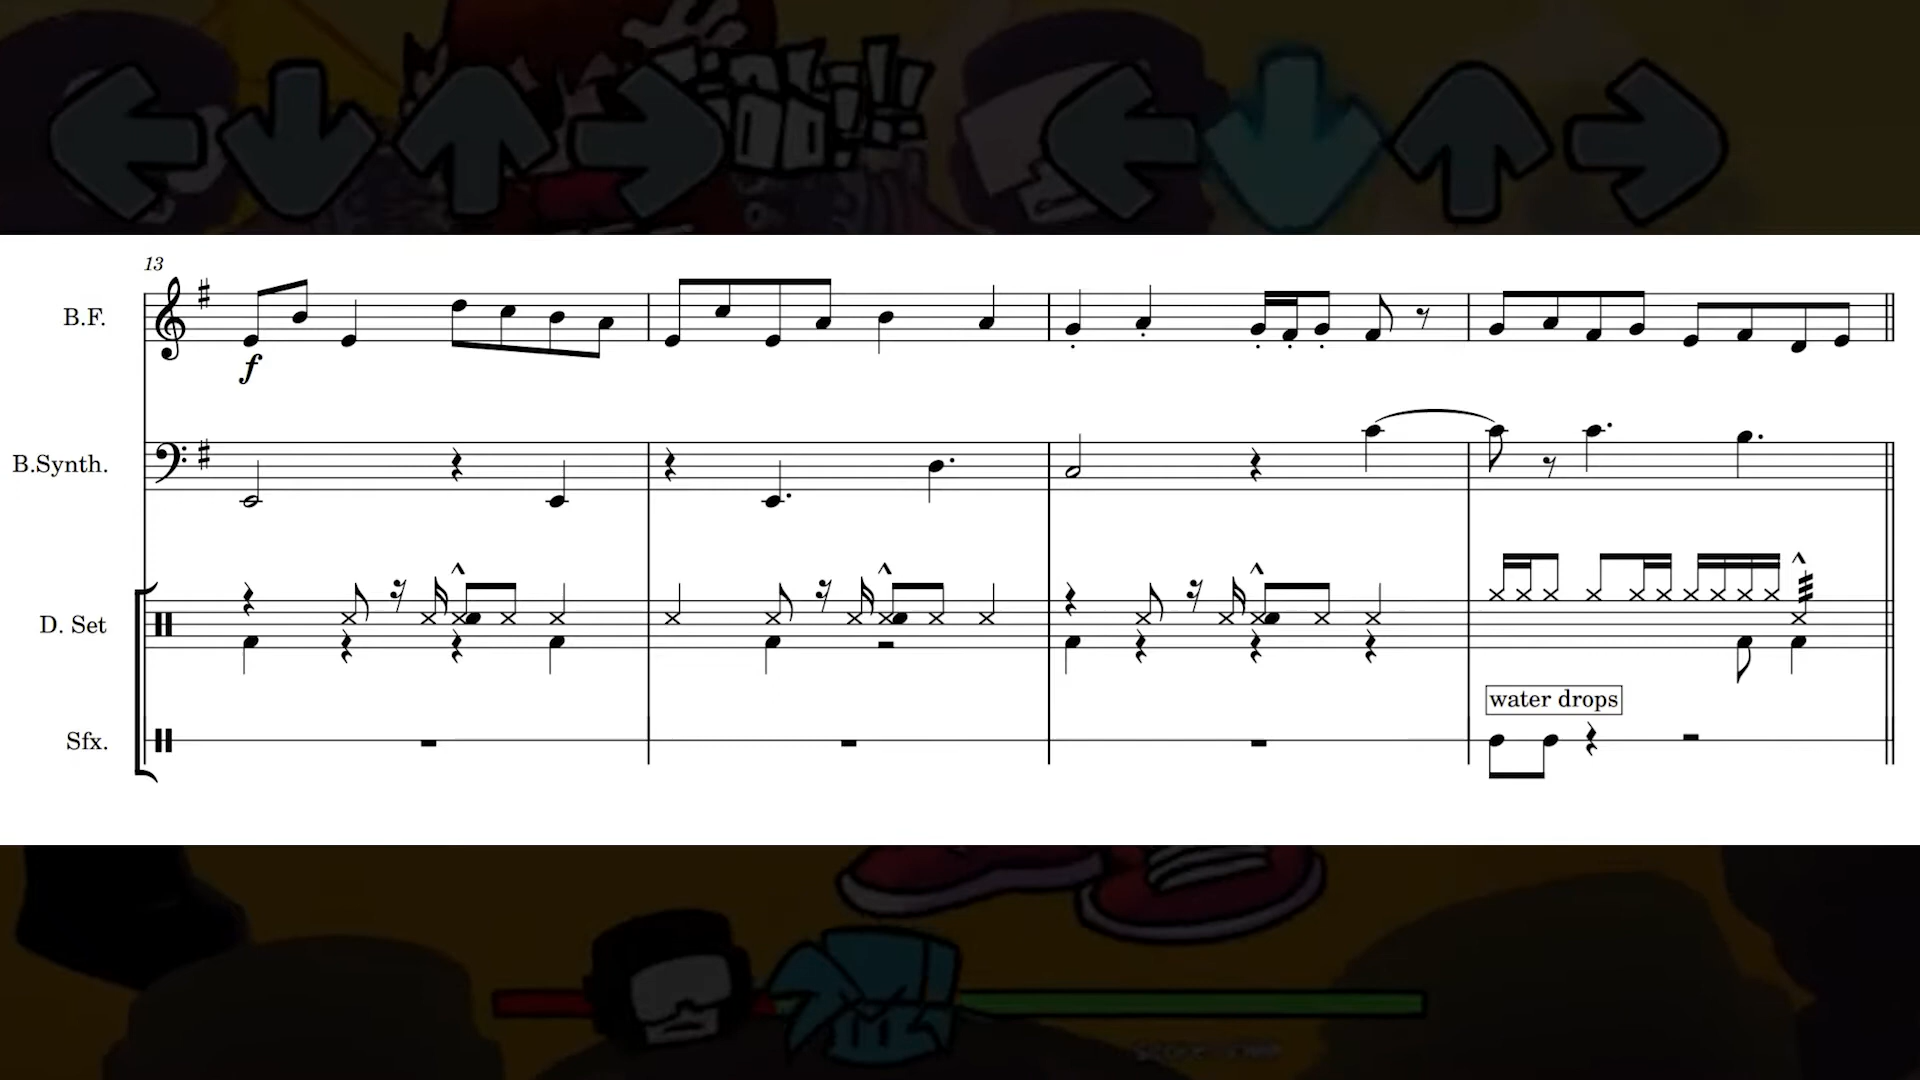 13
B.F.
f
B.Synth.
D. Set
water drops
Sfx.